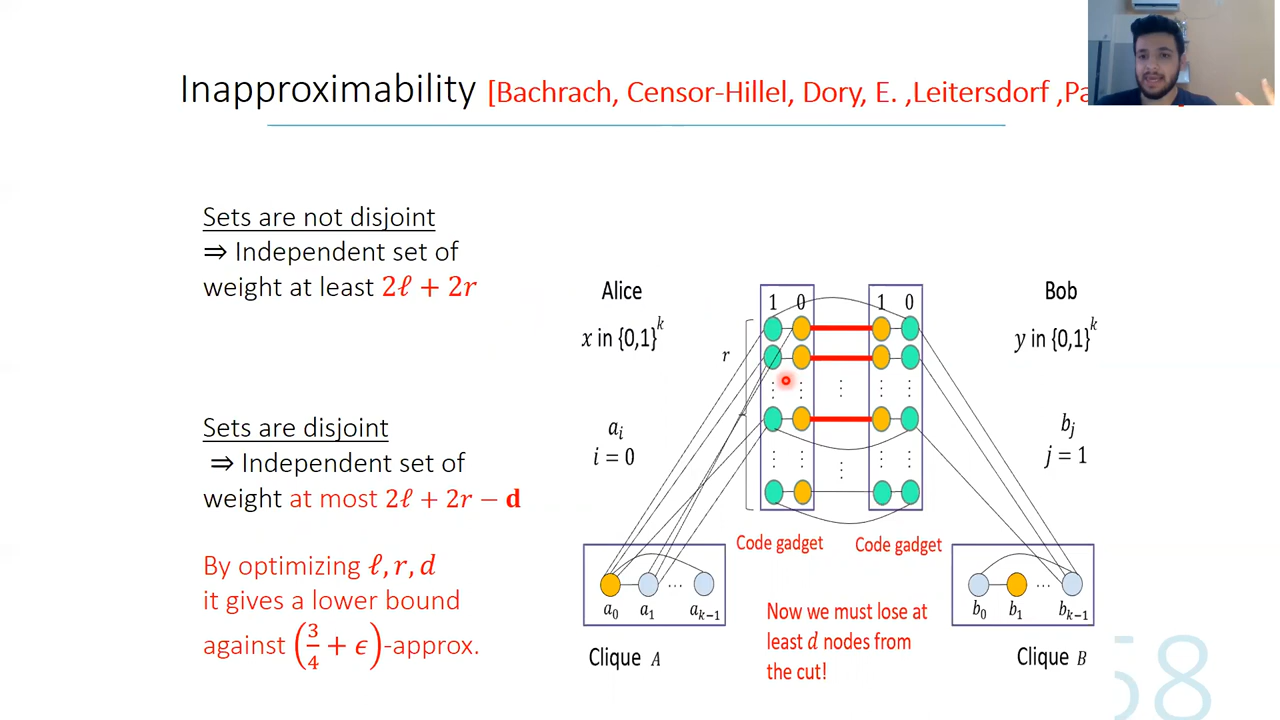 Inapproximability [Bachrach, Censor-Hillel, Dory, E. ,Leitersdorf ,Pa
Sets are not disjoint
⇒ Independent set of
weight at least 2ℓ + 2r
Sets are disjoint
⇒ Independent set of
weight at most 2ℓ + 2r − d
By optimizing ℓ, r, d
it gives a lower bound
against (3/4 + ϵ)-approx.
Alice
x in {0,1}^k
a_i
i = 0
r
1 0
1 0
Bob
y in {0,1}^k
b_j
j = 1
Code gadget
Code gadget
a_0 a_1 ... a_{k−1}
Clique A
Now we must lose at
least d nodes from
the cut!
b_0 b_1 ... b_{k−1}
Clique B
58